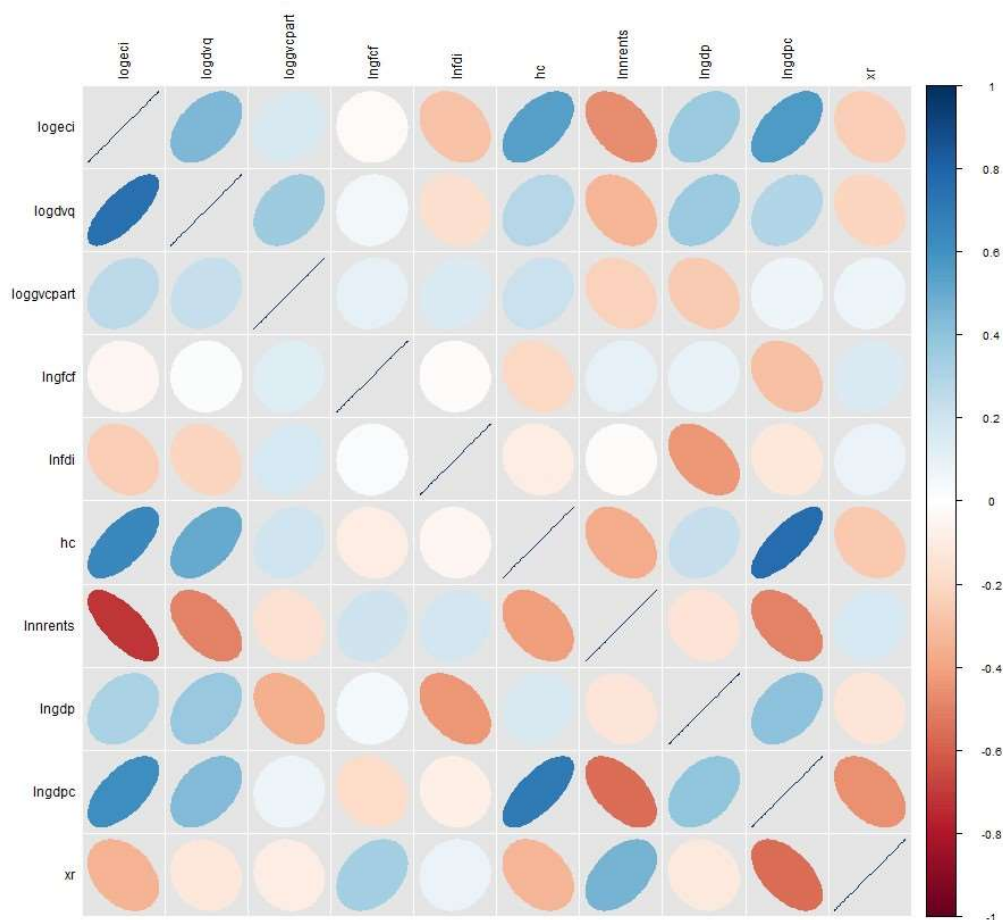 logeci
logdvq
loggvcpart
lngfcf
lnfdi
hc
lnnrents
lngdp
lngdpc
xr
1
logeci
0.8
logdvq
0.6
loggvcpart
0.4
lngfcf
0.2
lnfdi
0
hc
-0.2
lnnrents
-0.4
lngdp
-0.6
lngdpc
-0.8
xr
-1